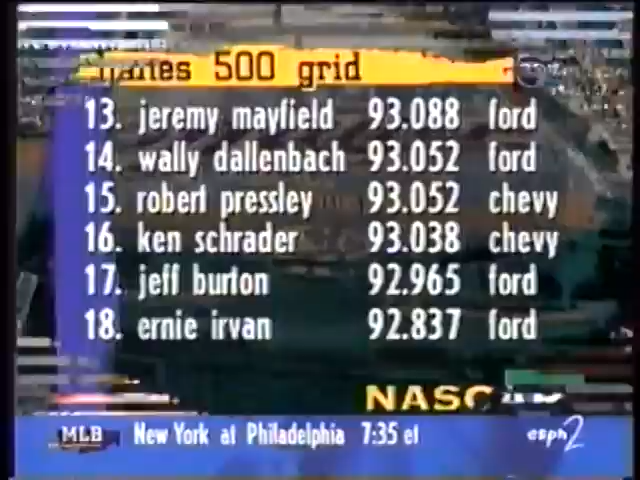 500 grid
13. jeremy mayfield 93.088 ford
14. wally dallenbach 93.052 ford
15. robert pressley 93.052 chevy
16. ken schrader 93.038 chevy
17. jeff burton 92.965 ford
18. ernie irvan 92.837 ford
NASCAR
MLB New York at Philadelphia 7:35 et espn2